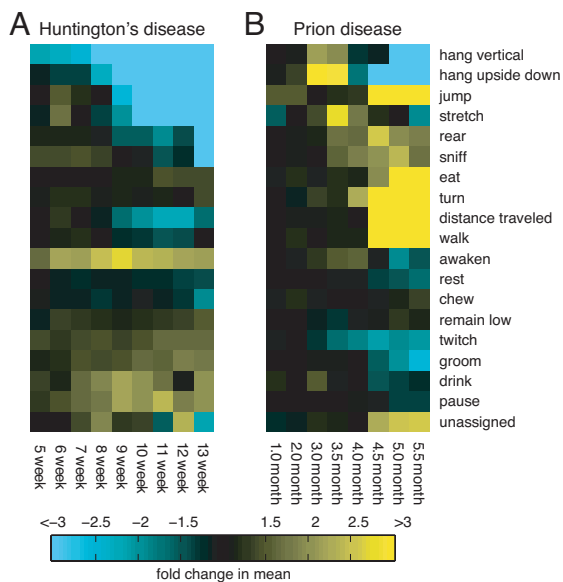 A Huntington's disease
B Prion disease
hang vertical
hang upside down
jump
stretch
rear
sniff
eat
turn
distance traveled
walk
awaken
rest
chew
remain low
twitch
groom
drink
pause
unassigned
5 week
6 week
7 week
8 week
9 week
10 week
11 week
12 week
13 week
1.0 month
2.0 month
3.0 month
3.5 month
4.0 month
4.5 month
5.0 month
5.5 month
<-3 -2.5 -2 -1.5 1.5 2 2.5 >3
fold change in mean